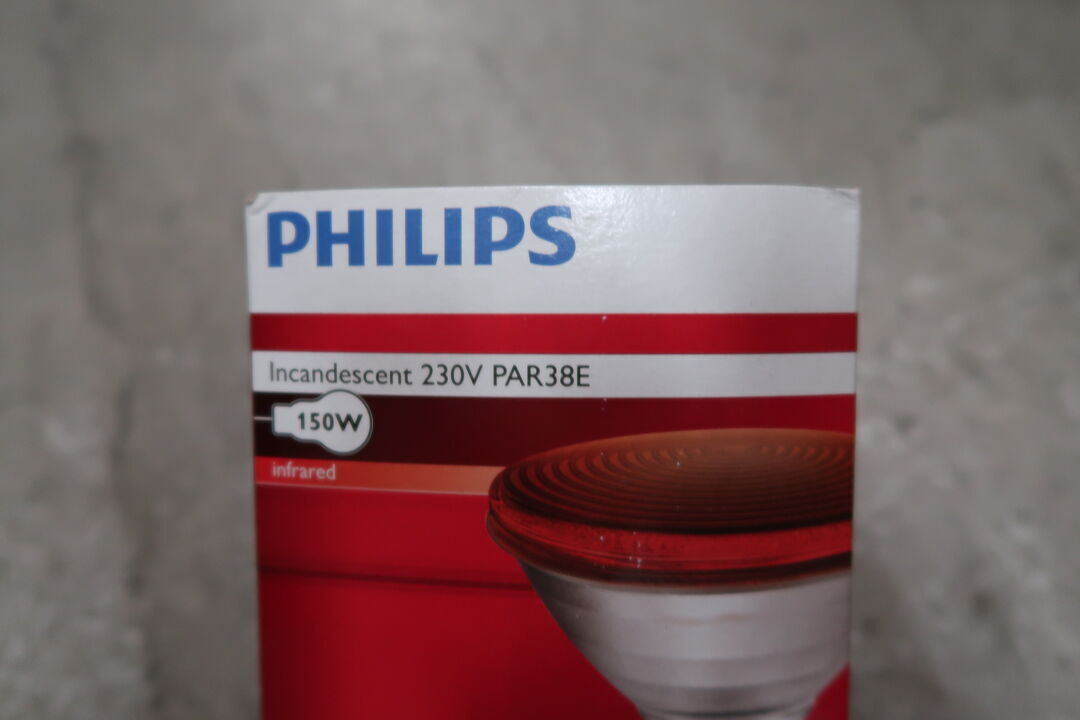 PHILIPS
Incandescent 230V PAR38E
150W
infrared